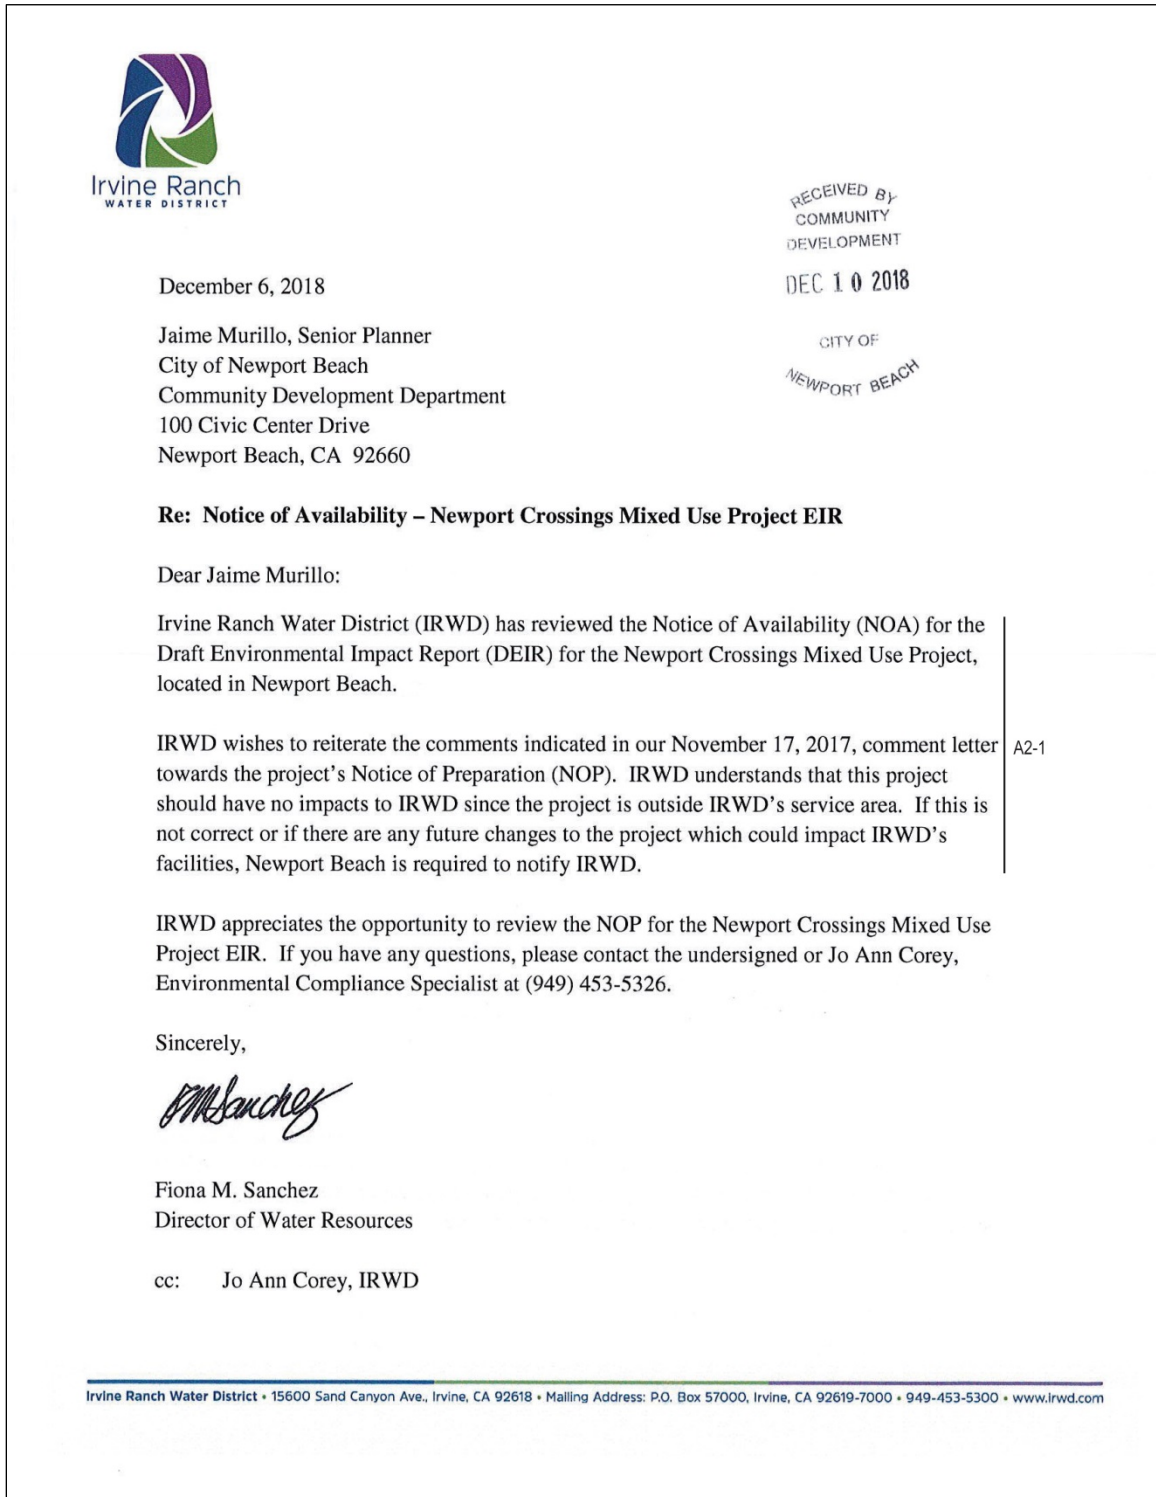 Irvine Ranch
WATER DISTRICT
RECEIVED BY
COMMUNITY
DEVELOPMENT
DEC 10 2018
CITY OF
NEWPORT BEACH
December 6, 2018
Jaime Murillo, Senior Planner
City of Newport Beach
Community Development Department
100 Civic Center Drive
Newport Beach, CA  92660
Re:  Notice of Availability – Newport Crossings Mixed Use Project EIR
Dear Jaime Murillo:
Irvine Ranch Water District (IRWD) has reviewed the Notice of Availability (NOA) for the
Draft Environmental Impact Report (DEIR) for the Newport Crossings Mixed Use Project,
located in Newport Beach.
IRWD wishes to reiterate the comments indicated in our November 17, 2017, comment letter
A2-1
towards the project's Notice of Preparation (NOP).  IRWD understands that this project
should have no impacts to IRWD since the project is outside IRWD's service area.  If this is
not correct or if there are any future changes to the project which could impact IRWD's
facilities, Newport Beach is required to notify IRWD.
IRWD appreciates the opportunity to review the NOP for the Newport Crossings Mixed Use
Project EIR.  If you have any questions, please contact the undersigned or Jo Ann Corey,
Environmental Compliance Specialist at (949) 453-5326.
Sincerely,
FMSanchez
Fiona M. Sanchez
Director of Water Resources
cc:     Jo Ann Corey, IRWD
Irvine Ranch Water District • 15600 Sand Canyon Ave., Irvine, CA 92618 • Mailing Address: P.O. Box 57000, Irvine, CA 92619-7000 • 949-453-5300 • www.irwd.com